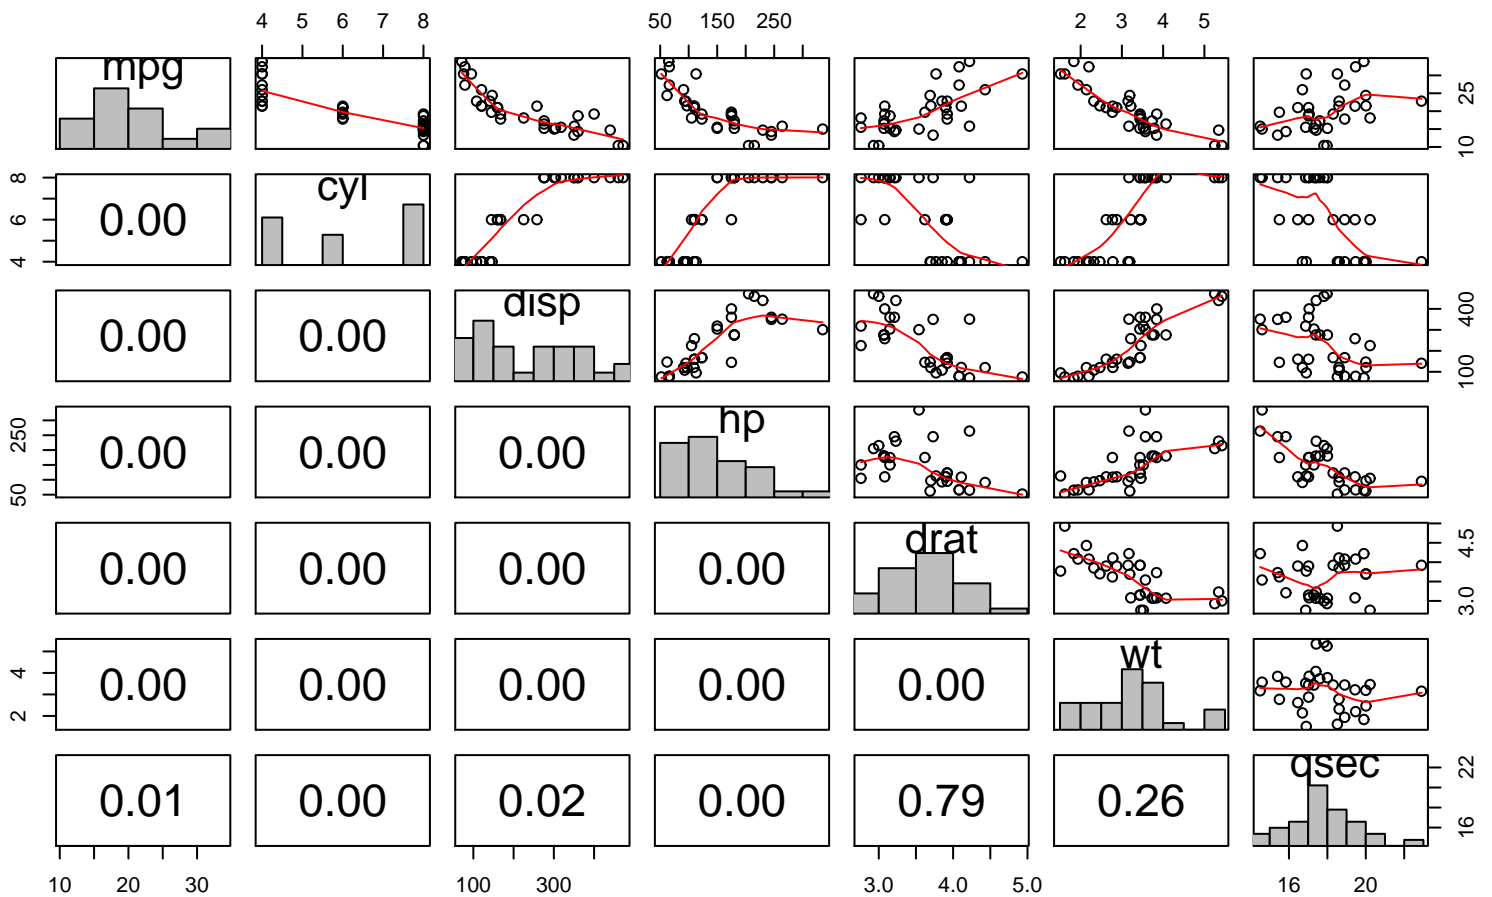 4 5 6 7 8 50 150 250 2 3 4 5
mpg 10 25
4 6 8 0.00 cyl
0.00 0.00 disp 100 400
50 250 0.00 0.00 0.00 hp
0.00 0.00 0.00 0.00 drat 3.0 4.5
2 4 0.00 0.00 0.00 0.00 0.00 wt
0.01 0.00 0.02 0.00 0.79 0.26 qsec 16 22
10 20 30 100 300 3.0 4.0 5.0 16 20